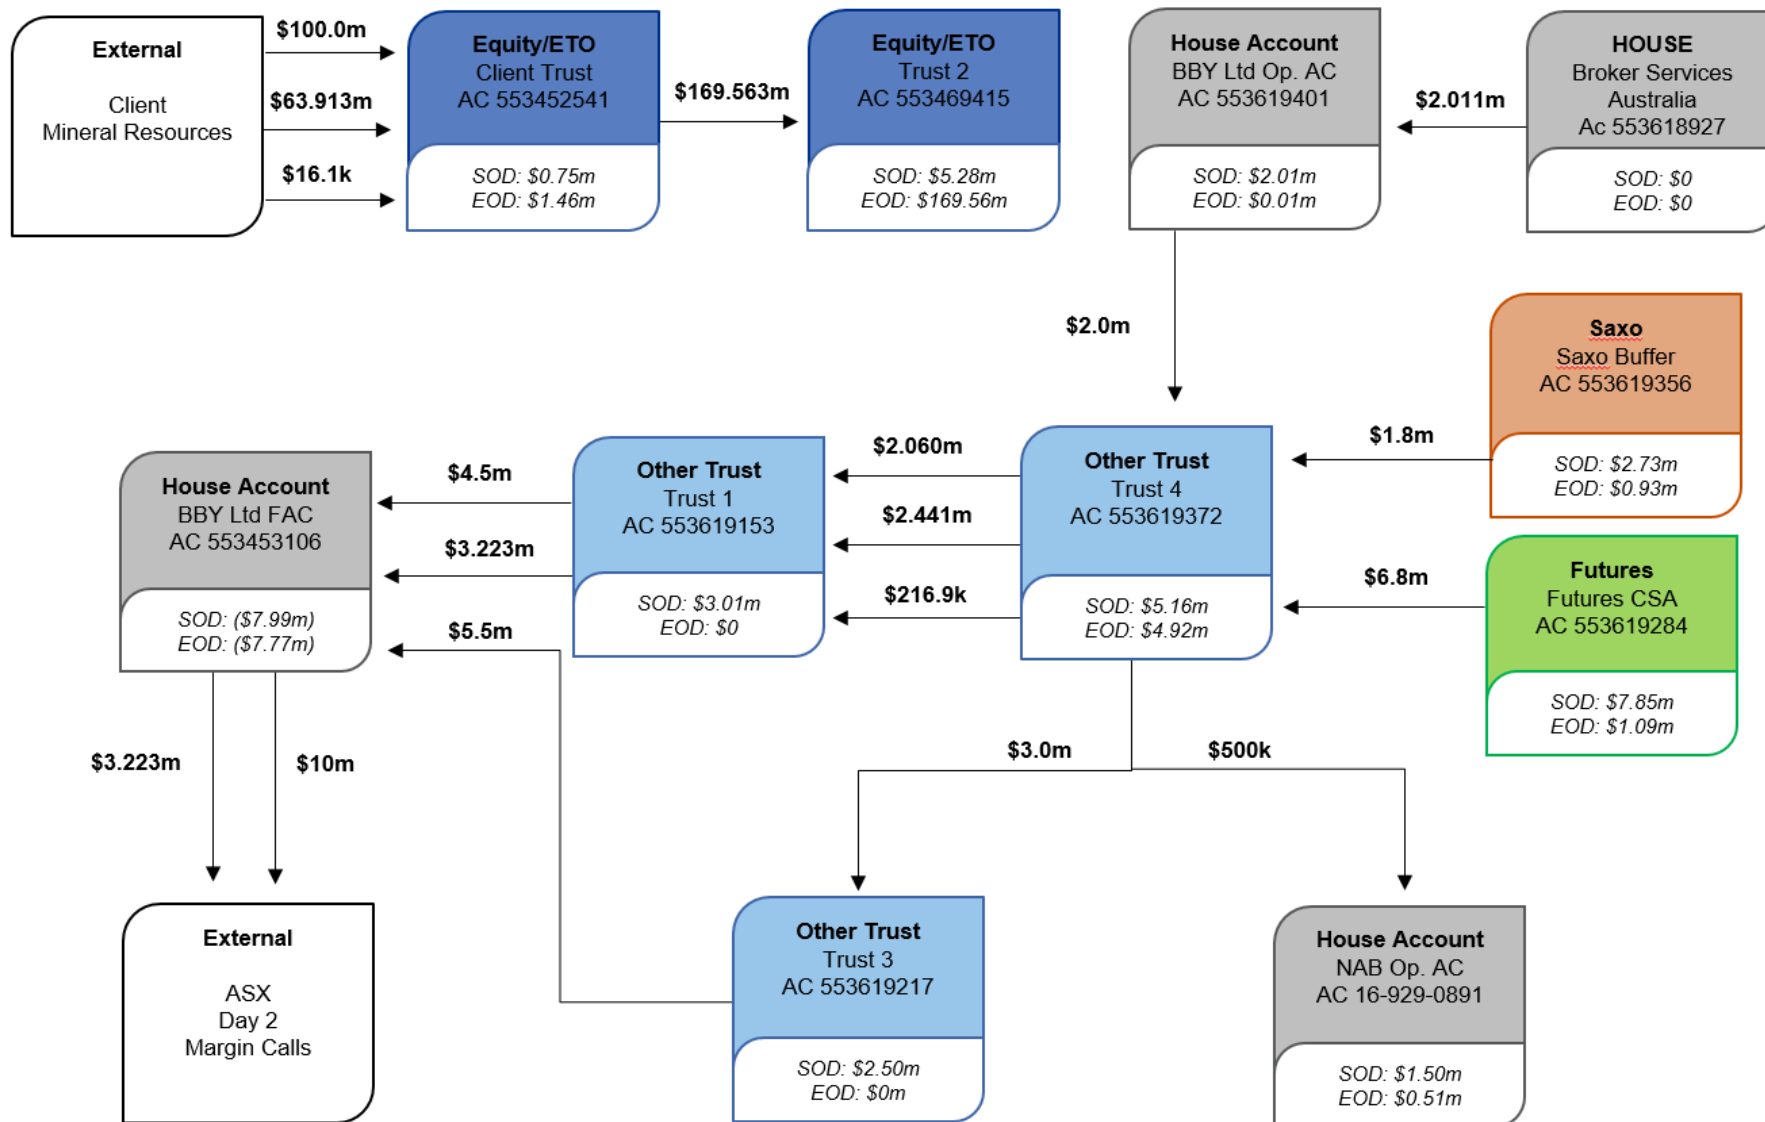 External
Client
Mineral Resources
$100.0m
$63.913m
$16.1k
Equity/ETO
Client Trust
AC 553452541
SOD: $0.75m
EOD: $1.46m
$169.563m
Equity/ETO
Trust 2
AC 553469415
SOD: $5.28m
EOD: $169.56m
House Account
BBY Ltd Op. AC
AC 553619401
SOD: $2.01m
EOD: $0.01m
$2.011m
HOUSE
Broker Services
Australia
Ac 553618927
SOD: $0
EOD: $0
$2.0m
Saxo
Saxo Buffer
AC 553619356
SOD: $2.73m
EOD: $0.93m
$1.8m
House Account
BBY Ltd FAC
AC 553453106
SOD: ($7.99m)
EOD: ($7.77m)
$4.5m
$3.223m
$5.5m
Other Trust
Trust 1
AC 553619153
SOD: $3.01m
EOD: $0
$2.060m
$2.441m
$216.9k
Other Trust
Trust 4
AC 553619372
SOD: $5.16m
EOD: $4.92m
$6.8m
Futures
Futures CSA
AC 553619284
SOD: $7.85m
EOD: $1.09m
$3.223m
$10m
$3.0m
$500k
External
ASX
Day 2
Margin Calls
Other Trust
Trust 3
AC 553619217
SOD: $2.50m
EOD: $0m
House Account
NAB Op. AC
AC 16-929-0891
SOD: $1.50m
EOD: $0.51m